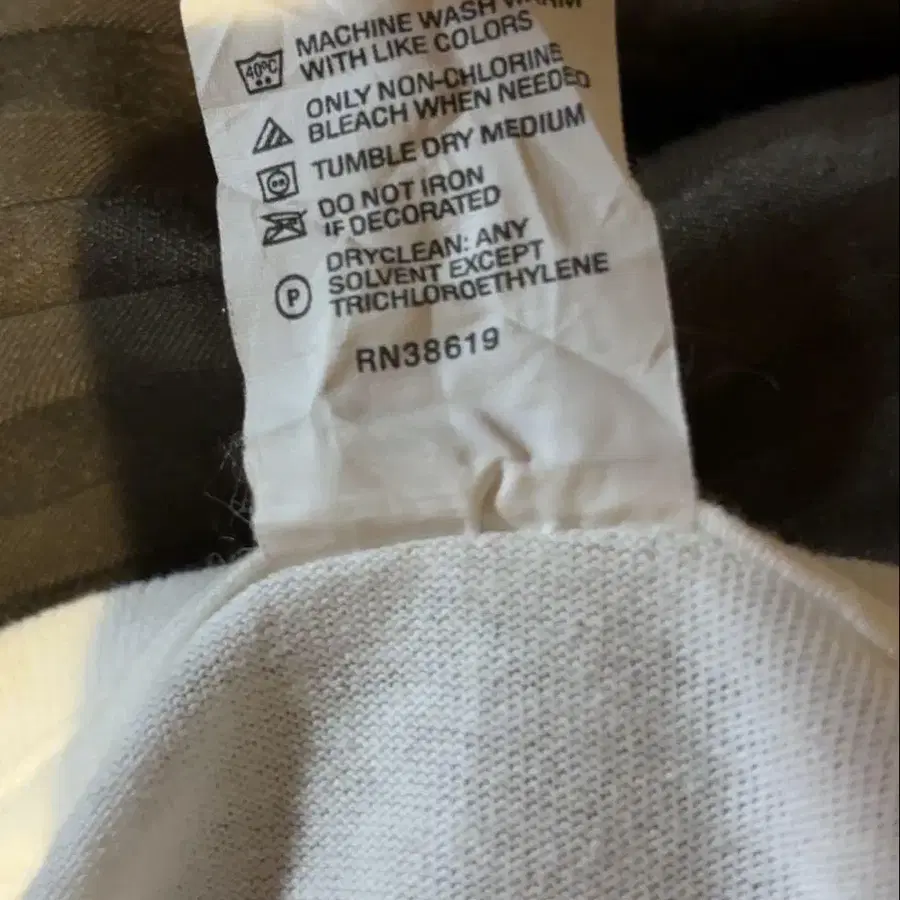 40°C
MACHINE WASH WARM
WITH LIKE COLORS
ONLY NON-CHLORINE
BLEACH WHEN NEEDED
TUMBLE DRY MEDIUM
DO NOT IRON
IF DECORATED
P
DRYCLEAN: ANY
SOLVENT EXCEPT
TRICHLOROETHYLENE
RN38619